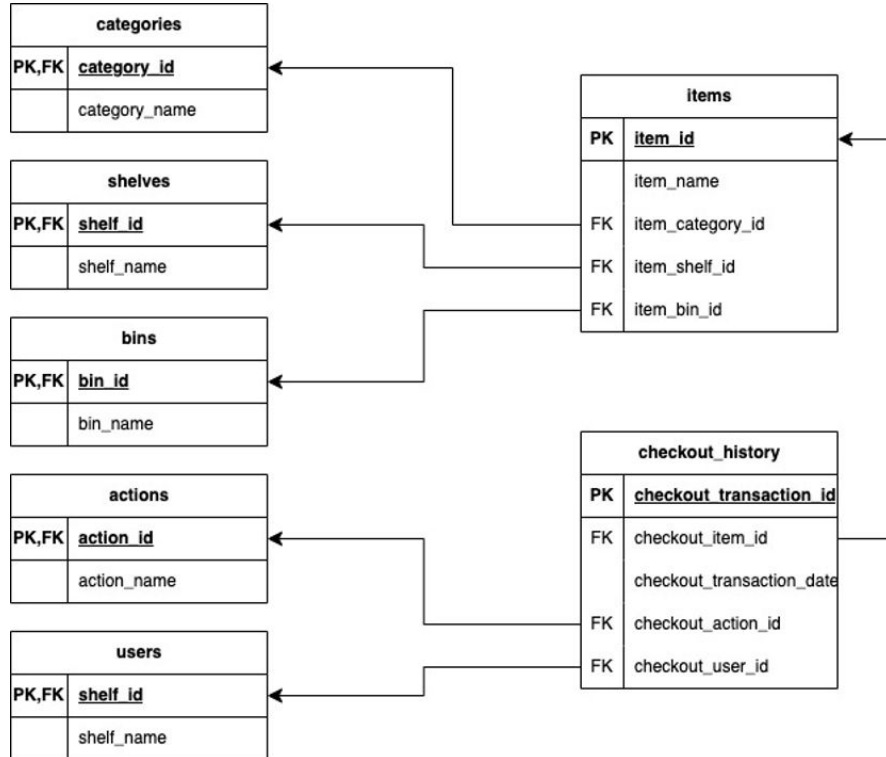 categories
PK,FK category_id
category_name
shelves
PK,FK shelf_id
shelf_name
bins
PK,FK bin_id
bin_name
actions
PK,FK action_id
action_name
users
PK,FK shelf_id
shelf_name
items
PK item_id
item_name
FK item_category_id
FK item_shelf_id
FK item_bin_id
checkout_history
PK checkout_transaction_id
FK checkout_item_id
checkout_transaction_date
FK checkout_action_id
FK checkout_user_id